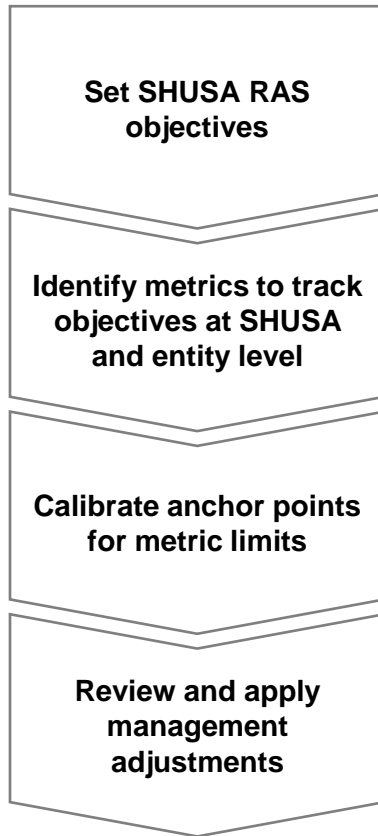 Set SHUSA RAS
objectives
Identify metrics to track
objectives at SHUSA
and entity level
Calibrate anchor points
for metric limits
Review and apply
management
adjustments